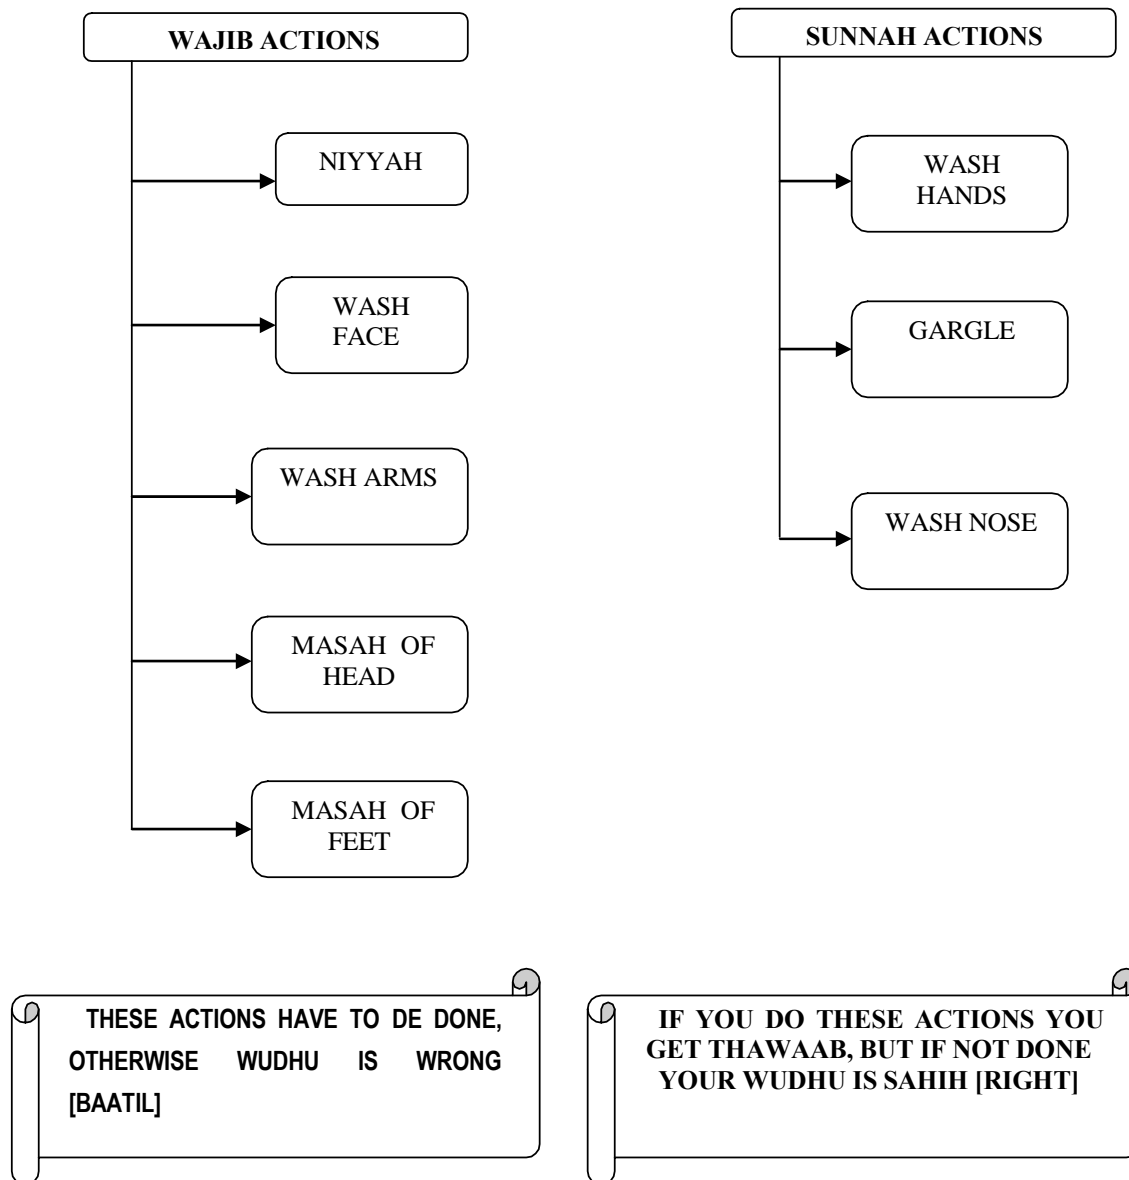 WAJIB ACTIONS
NIYYAH
WASH
FACE
WASH ARMS
MASAH OF
HEAD
MASAH OF
FEET
SUNNAH ACTIONS
WASH
HANDS
GARGLE
WASH NOSE
THESE ACTIONS HAVE TO DE DONE,
OTHERWISE WUDHU IS WRONG
[BAATIL]
IF YOU DO THESE ACTIONS YOU
GET THAWAAB, BUT IF NOT DONE
YOUR WUDHU IS SAHIH [RIGHT]